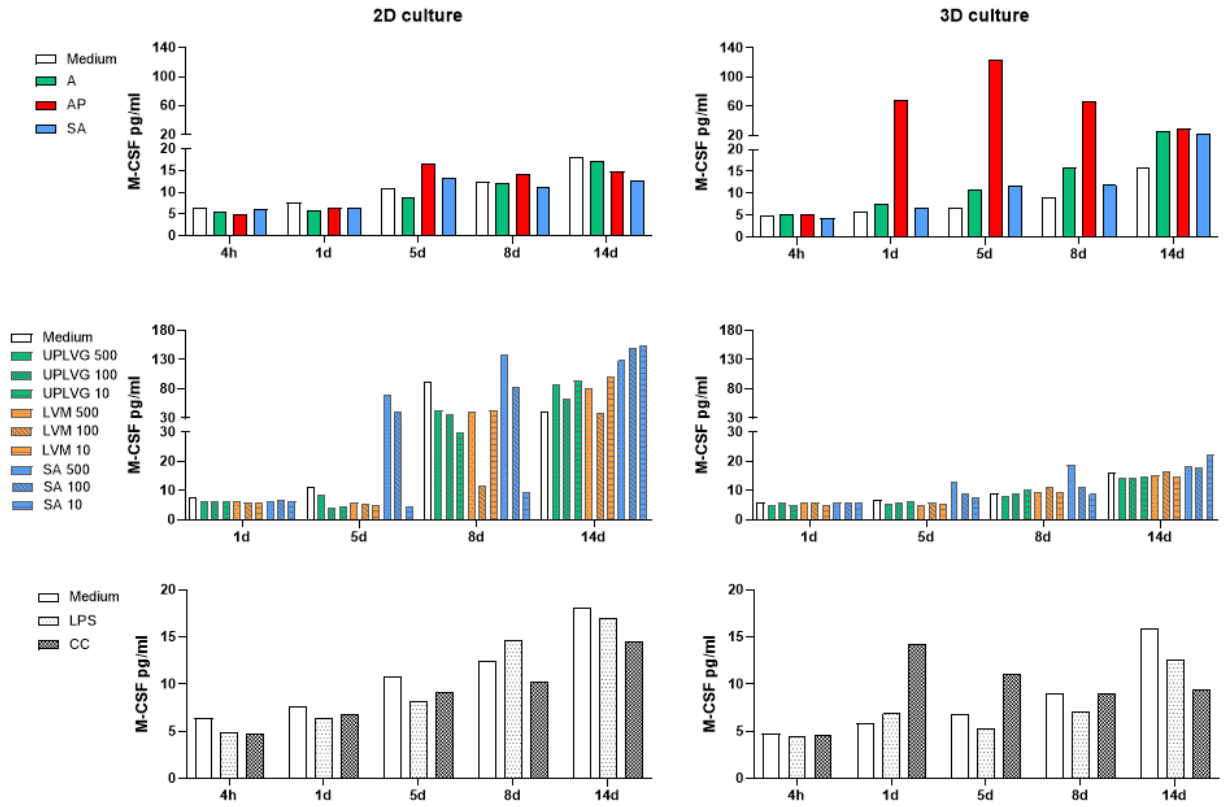 2D culture
3D culture
Medium
A
AP
SA
M-CSF pg/ml
140
100
60
20
20
15
10
5
0
4h 1d 5d 8d 14d
M-CSF pg/ml
140
100
60
20
20
15
10
5
0
4h 1d 5d 8d 14d
Medium
UPLVG 500
UPLVG 100
UPLVG 10
LVM 500
LVM 100
LVM 10
SA 500
SA 100
SA 10
M-CSF pg/ml
180
130
80
30
30
20
10
0
1d 5d 8d 14d
M-CSF pg/ml
180
130
80
30
30
20
10
0
1d 5d 8d 14d
Medium
LPS
CC
M-CSF pg/ml
20
15
10
5
0
4h 1d 5d 8d 14d
M-CSF pg/ml
20
15
10
5
0
4h 1d 5d 8d 14d